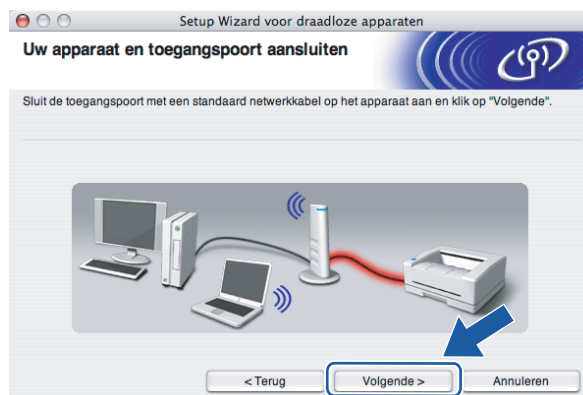 Setup Wizard voor draadloze apparaten
Uw apparaat en toegangspoort aansluiten
Sluit de toegangspoort met een standaard netwerkkabel op het apparaat aan en klik op "Volgende".
< Terug
Volgende >
Annuleren